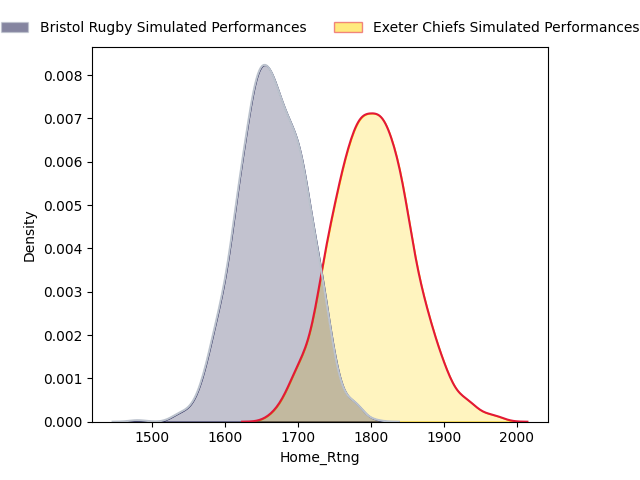 Bristol Rugby Simulated Performances Exeter Chiefs Simulated Performances
0.008
0.007
0.006
0.005
0.004
0.003
0.002
0.001
0.000
Density
1500 1600 1700 1800 1900 2000
Home_Rtng